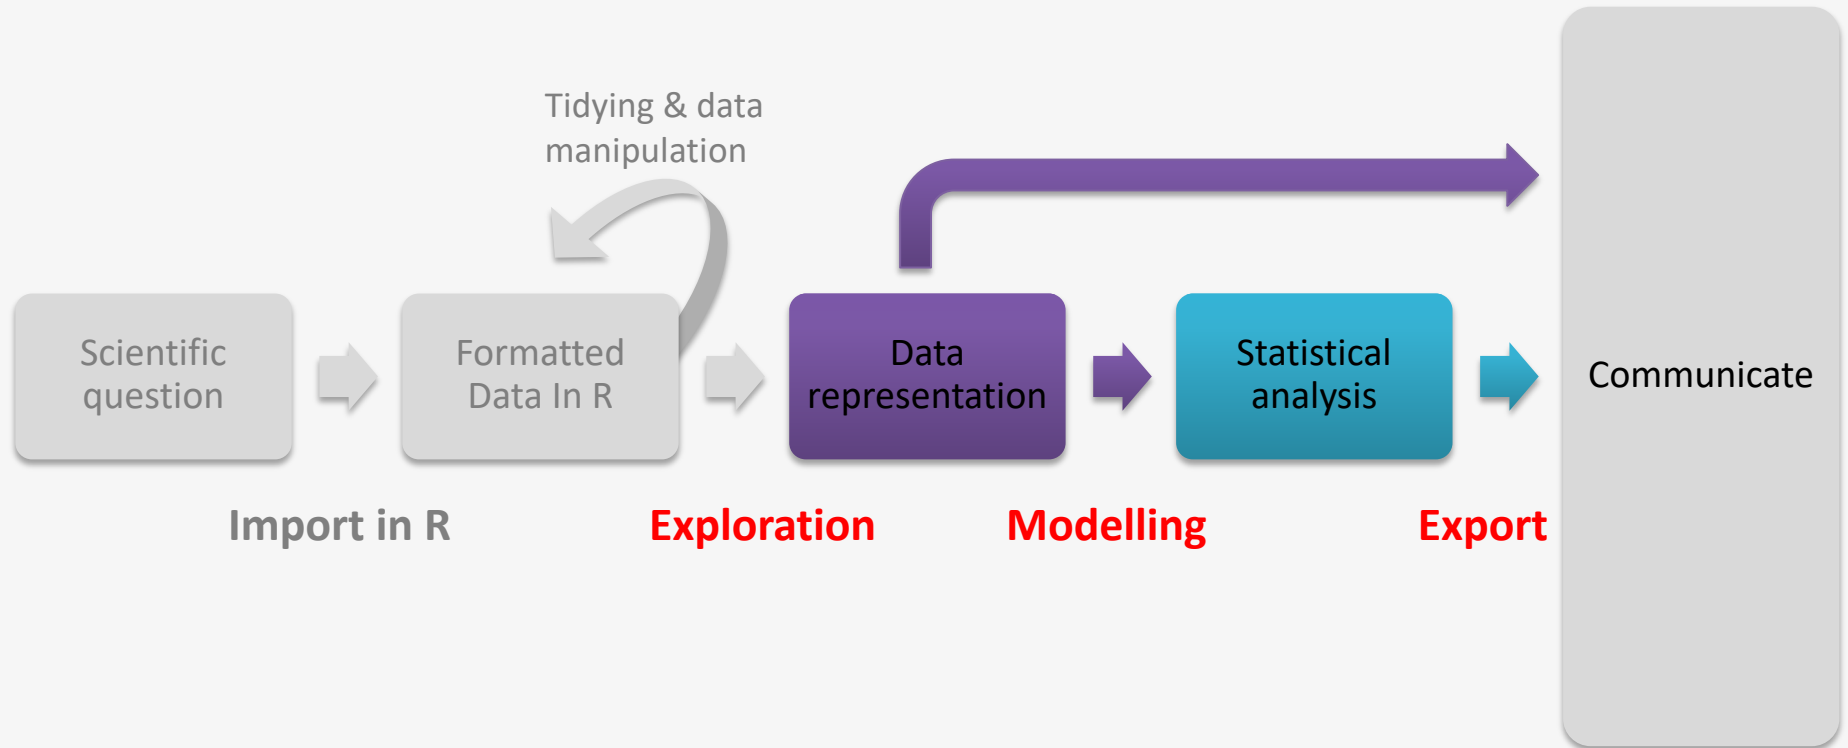 Tidying & data
manipulation
Scientific
question
Formatted
Data In R
Data
representation
Statistical
analysis
Communicate
Import in R
Exploration
Modelling
Export